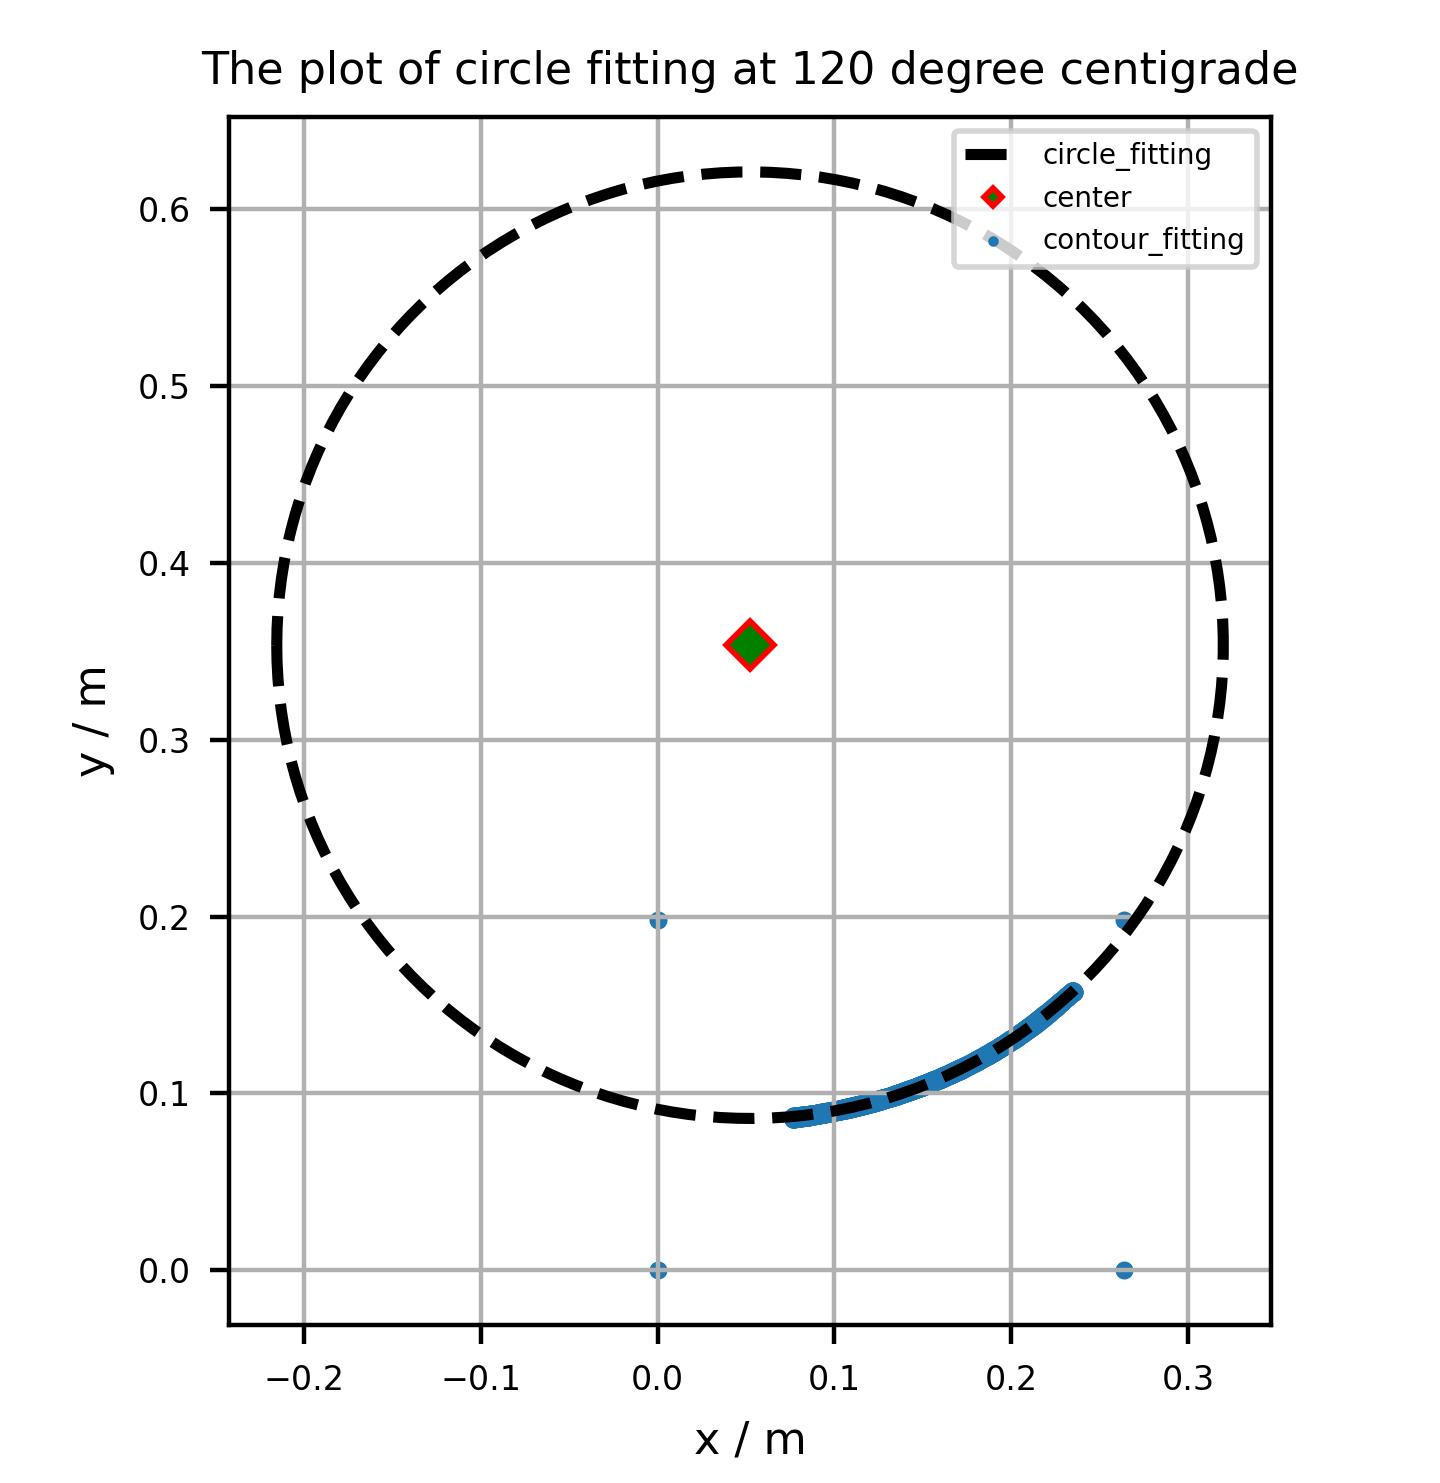 The plot of circle fitting at 120 degree centigrade
circle_fitting
center
contour_fitting
0.6
0.5
0.4
0.3
0.2
0.1
0.0
y / m
−0.2 −0.1 0.0 0.1 0.2 0.3
x / m